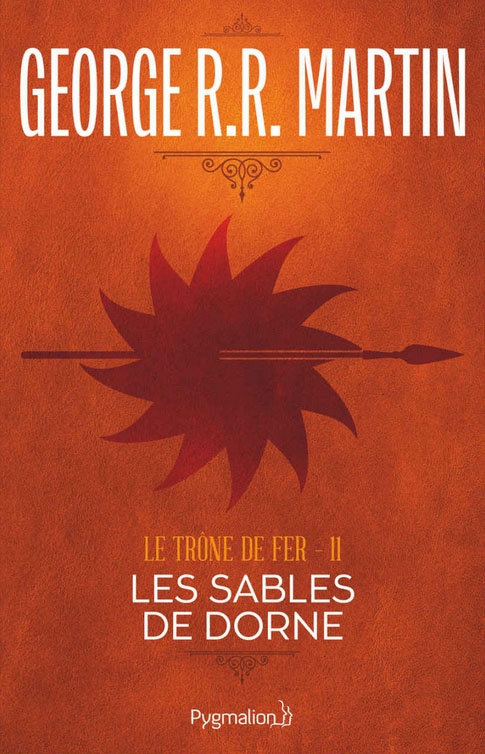 GEORGE R.R. MARTIN
LE TRÔNE DE FER - 11
LES SABLES
DE DORNE
Pygmalion